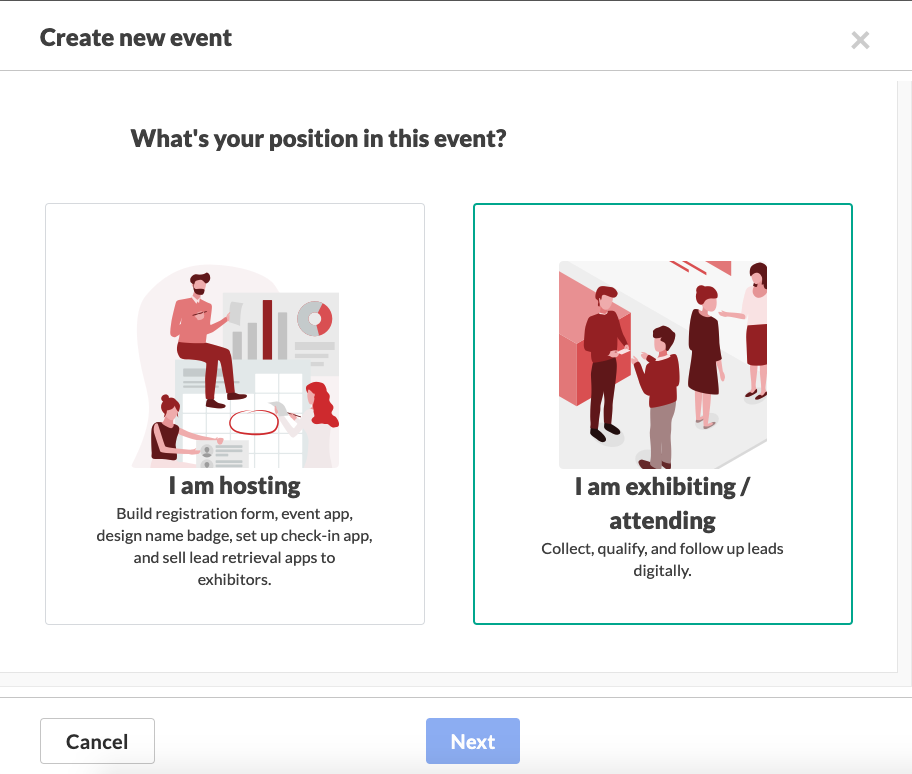 Create new event
What's your position in this event?
I am hosting
Build registration form, event app,
design name badge, set up check-in app,
and sell lead retrieval apps to
exhibitors.
I am exhibiting /
attending
Collect, qualify, and follow up leads
digitally.
Cancel
Next